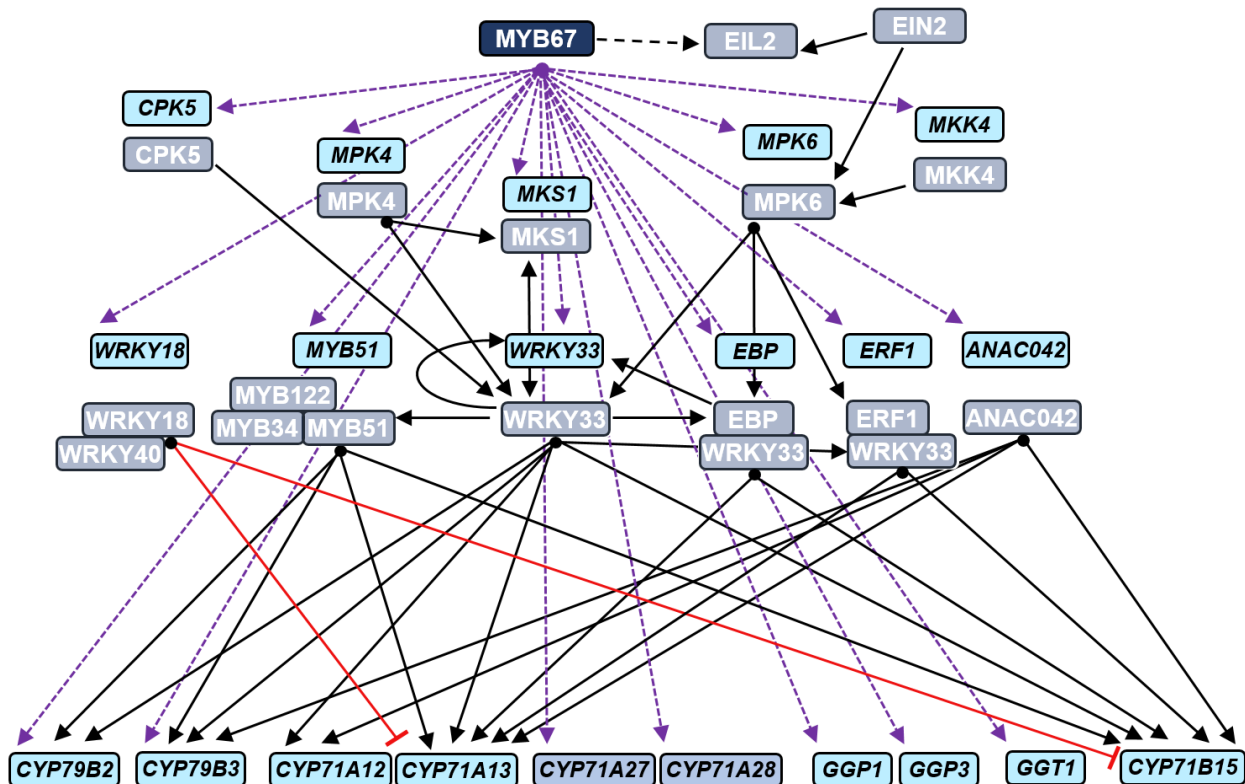 MYB67
EIL2
EIN2
CPK5
CPK5
MPK4
MPK4
MKS1
MKS1
MPK6
MPK6
MKK4
MKK4
WRKY18
MYB51
WRKY33
EBP
ERF1
ANAC042
MYB122
WRKY18
MYB34
MYB51
WRKY40
WRKY33
EBP
WRKY33
ERF1
WRKY33
ANAC042
CYP79B2
CYP79B3
CYP71A12
CYP71A13
CYP71A27
CYP71A28
GGP1
GGP3
GGT1
CYP71B15